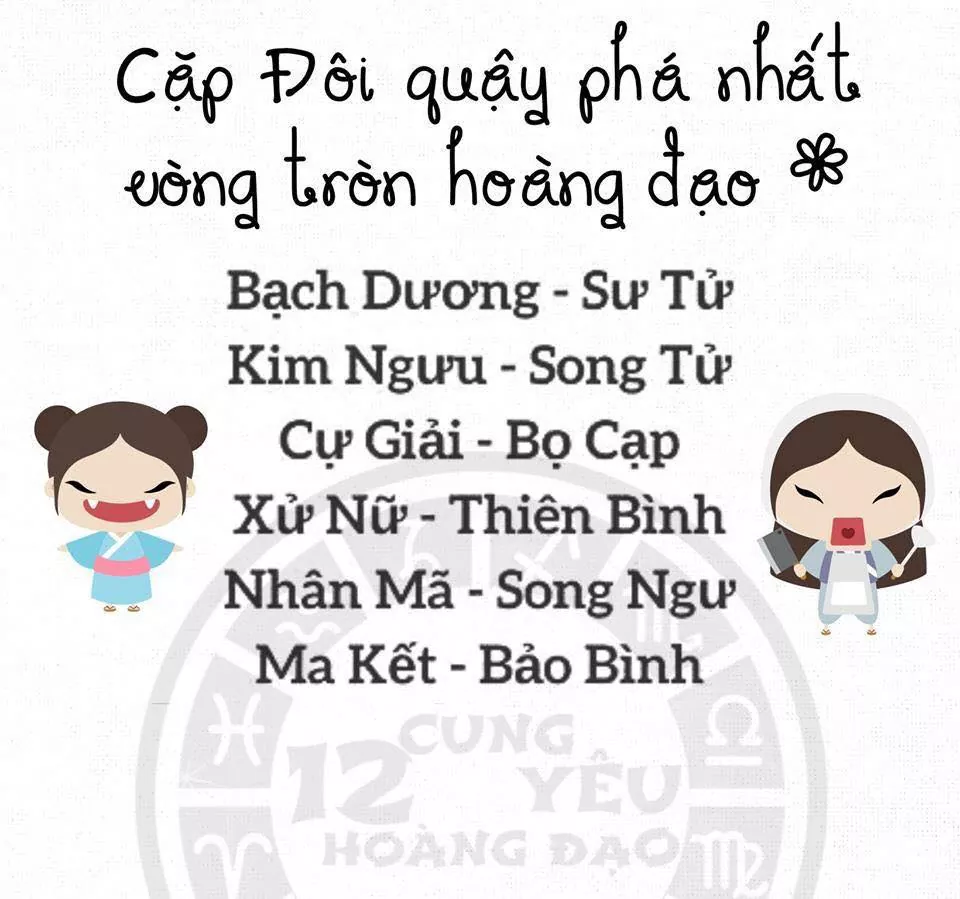 Cặp Đôi quậy phá nhất
vòng tròn hoàng đạo
Bạch Dương - Sư Tử
Kim Ngưu - Song Tử
Cự Giải - Bọ Cạp
Xử Nữ - Thiên Bình
Nhân Mã - Song Ngư
Ma Kết - Bảo Bình
12 CUNG
YÊU
HOÀNG ĐẠO